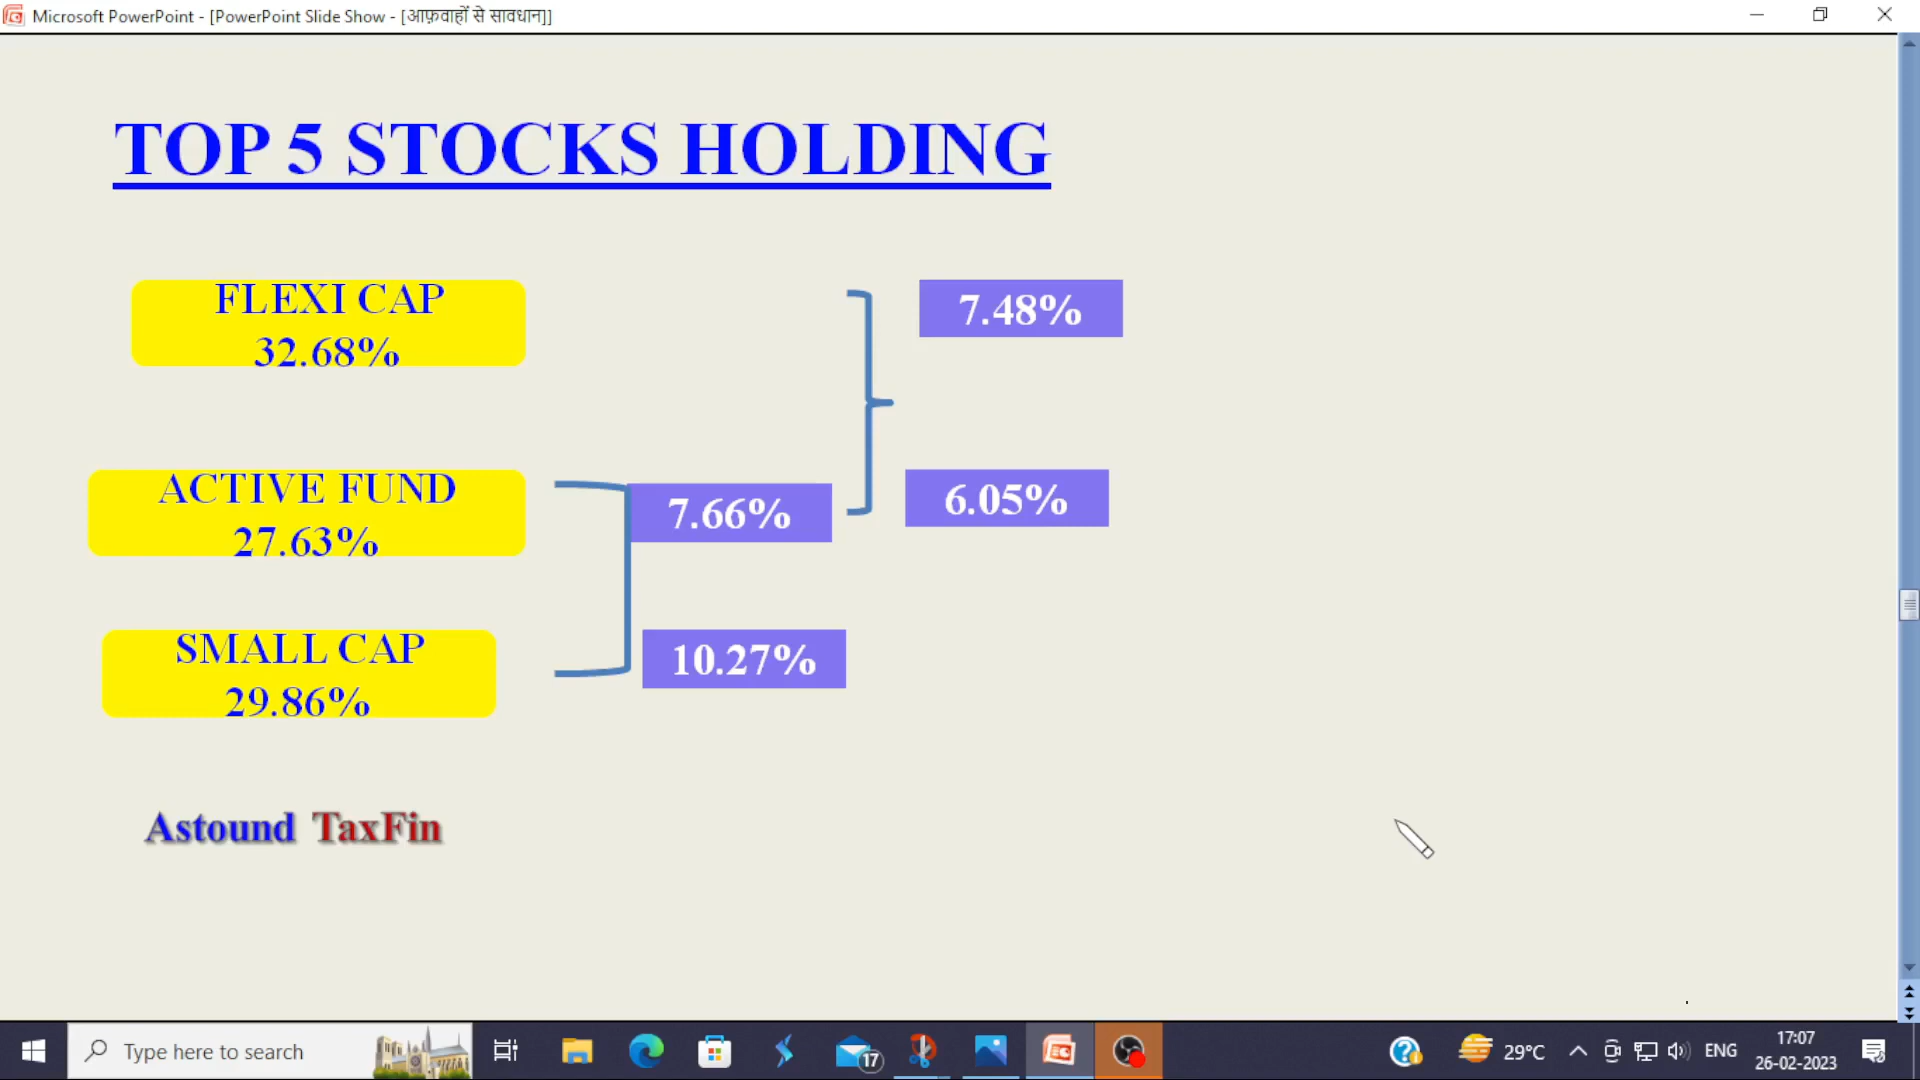 Microsoft PowerPoint - [PowerPoint Slide Show - [आफ़वाहों से सावधान]]
TOP 5 STOCKS HOLDING
FLEXI CAP
32.68%
7.48%
ACTIVE FUND
27.63%
7.66%
6.05%
SMALL CAP
29.86%
10.27%
Astound TaxFin
Type here to search
17
29°C
ENG
17:07
26-02-2023